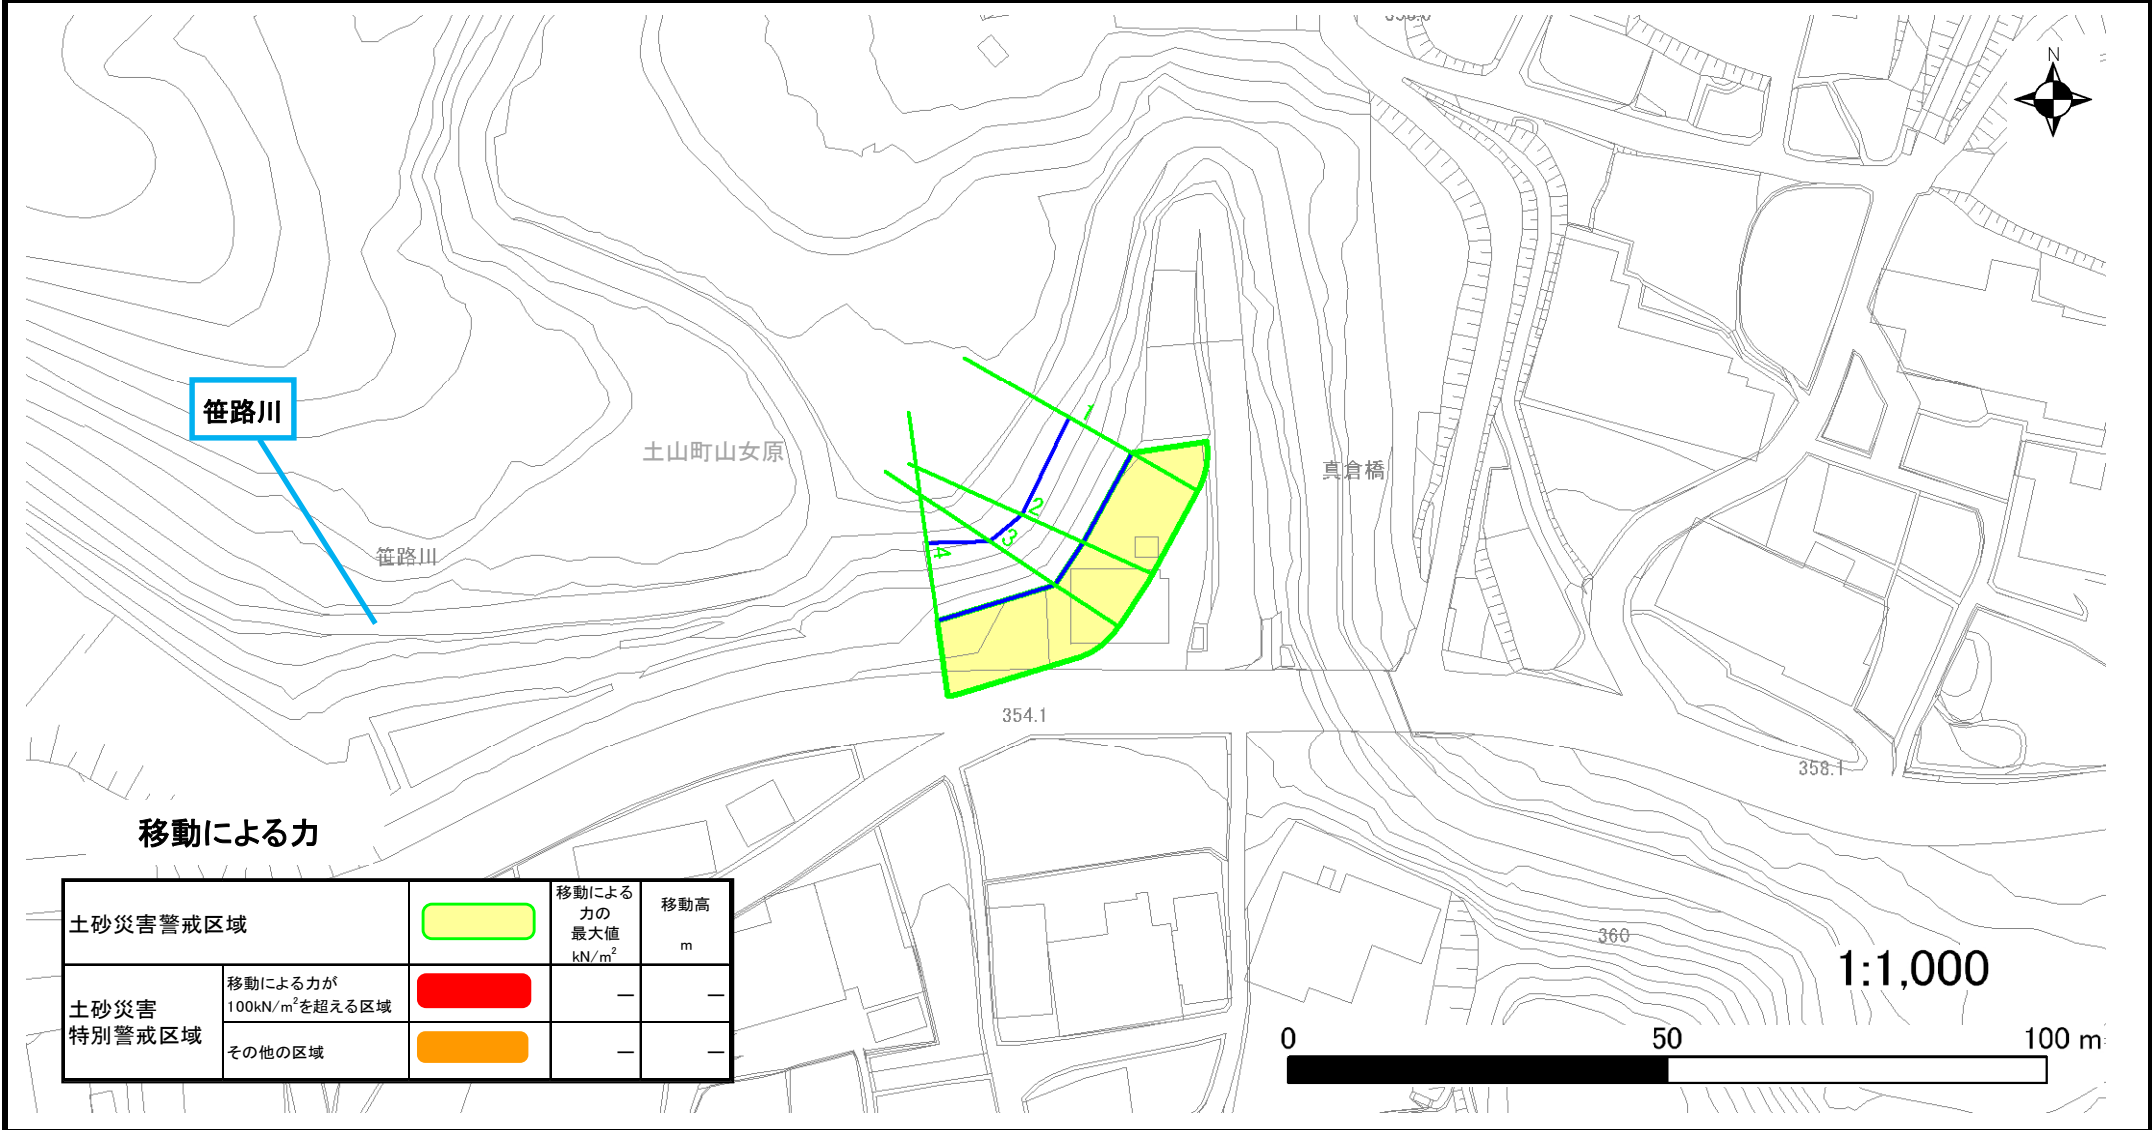 N
笹路川
土山町山女原
真倉橋
笹路川
1
2
3
4
354.1
358.1
360
移動による力
土砂災害警戒区域
移動による
力の
最大値
kN/m²
移動高
m
土砂災害
特別警戒区域
移動による力が
100kN/m²を超える区域
— —
その他の区域
— —
1:1,000
0 50 100 m